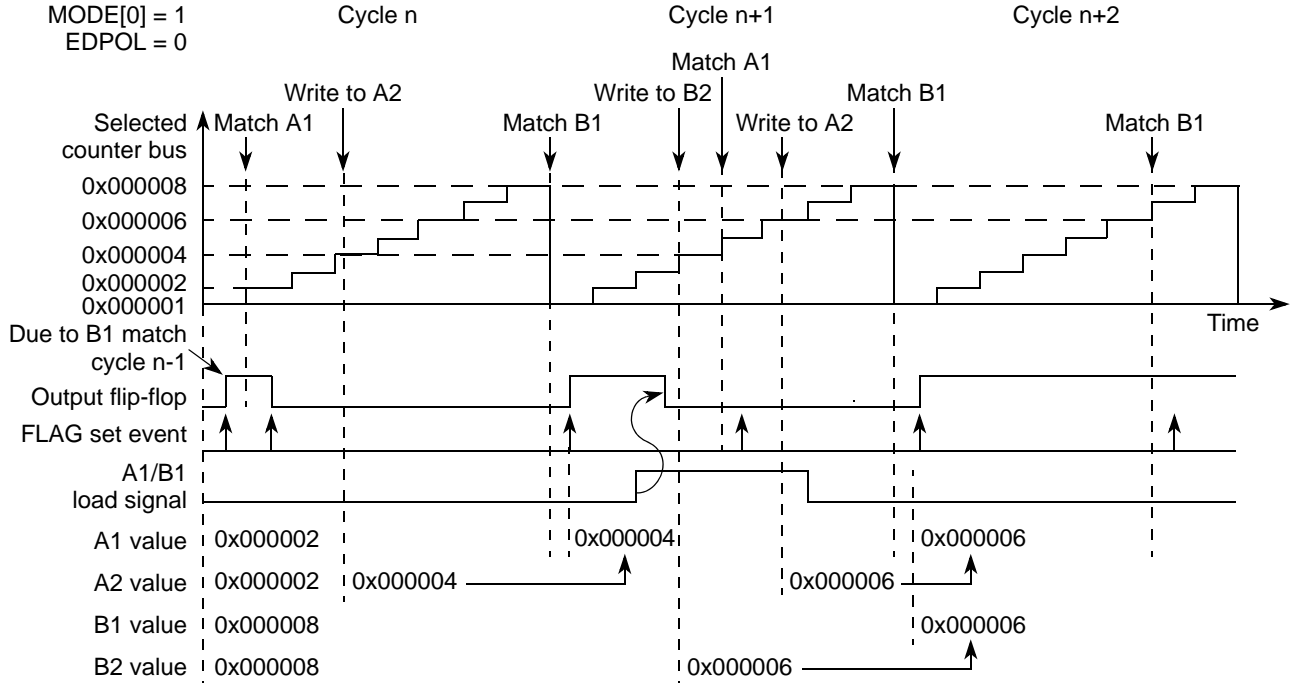 MODE[0] = 1
EDPOL = 0
Cycle n
Cycle n+1
Cycle n+2
Match A1
Write to A2
Write to B2
Match B1
Selected
counter bus
Match A1
Match B1
Write to A2
Match B1
0x000008
0x000006
0x000004
0x000002
0x000001
Time
Due to B1 match
cycle n-1
Output flip-flop
FLAG set event
A1/B1
load signal
A1 value 0x000002 0x000004 0x000006
A2 value 0x000002 0x000004 0x000006
B1 value 0x000008 0x000006
B2 value 0x000008 0x000006